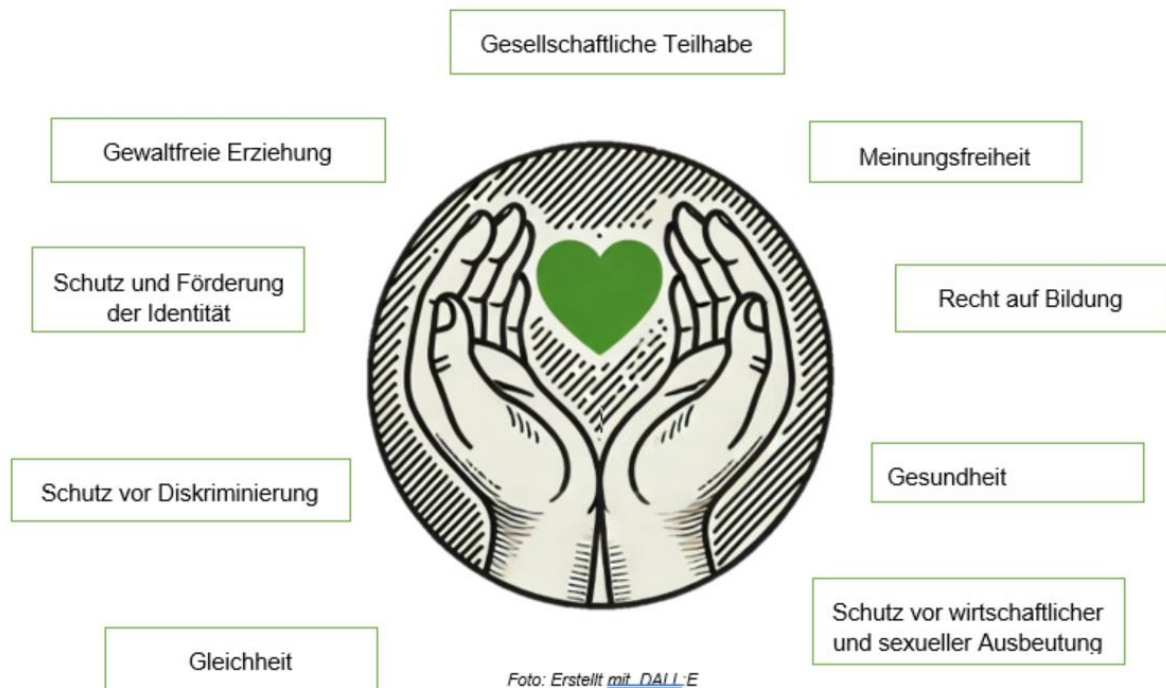 Gesellschaftliche Teilhabe
Gewaltfreie Erziehung
Meinungsfreiheit
Schutz und Förderung
der Identität
Recht auf Bildung
Schutz vor Diskriminierung
Gesundheit
Schutz vor wirtschaftlicher
und sexueller Ausbeutung
Gleichheit
Foto: Erstellt mit DALL:E